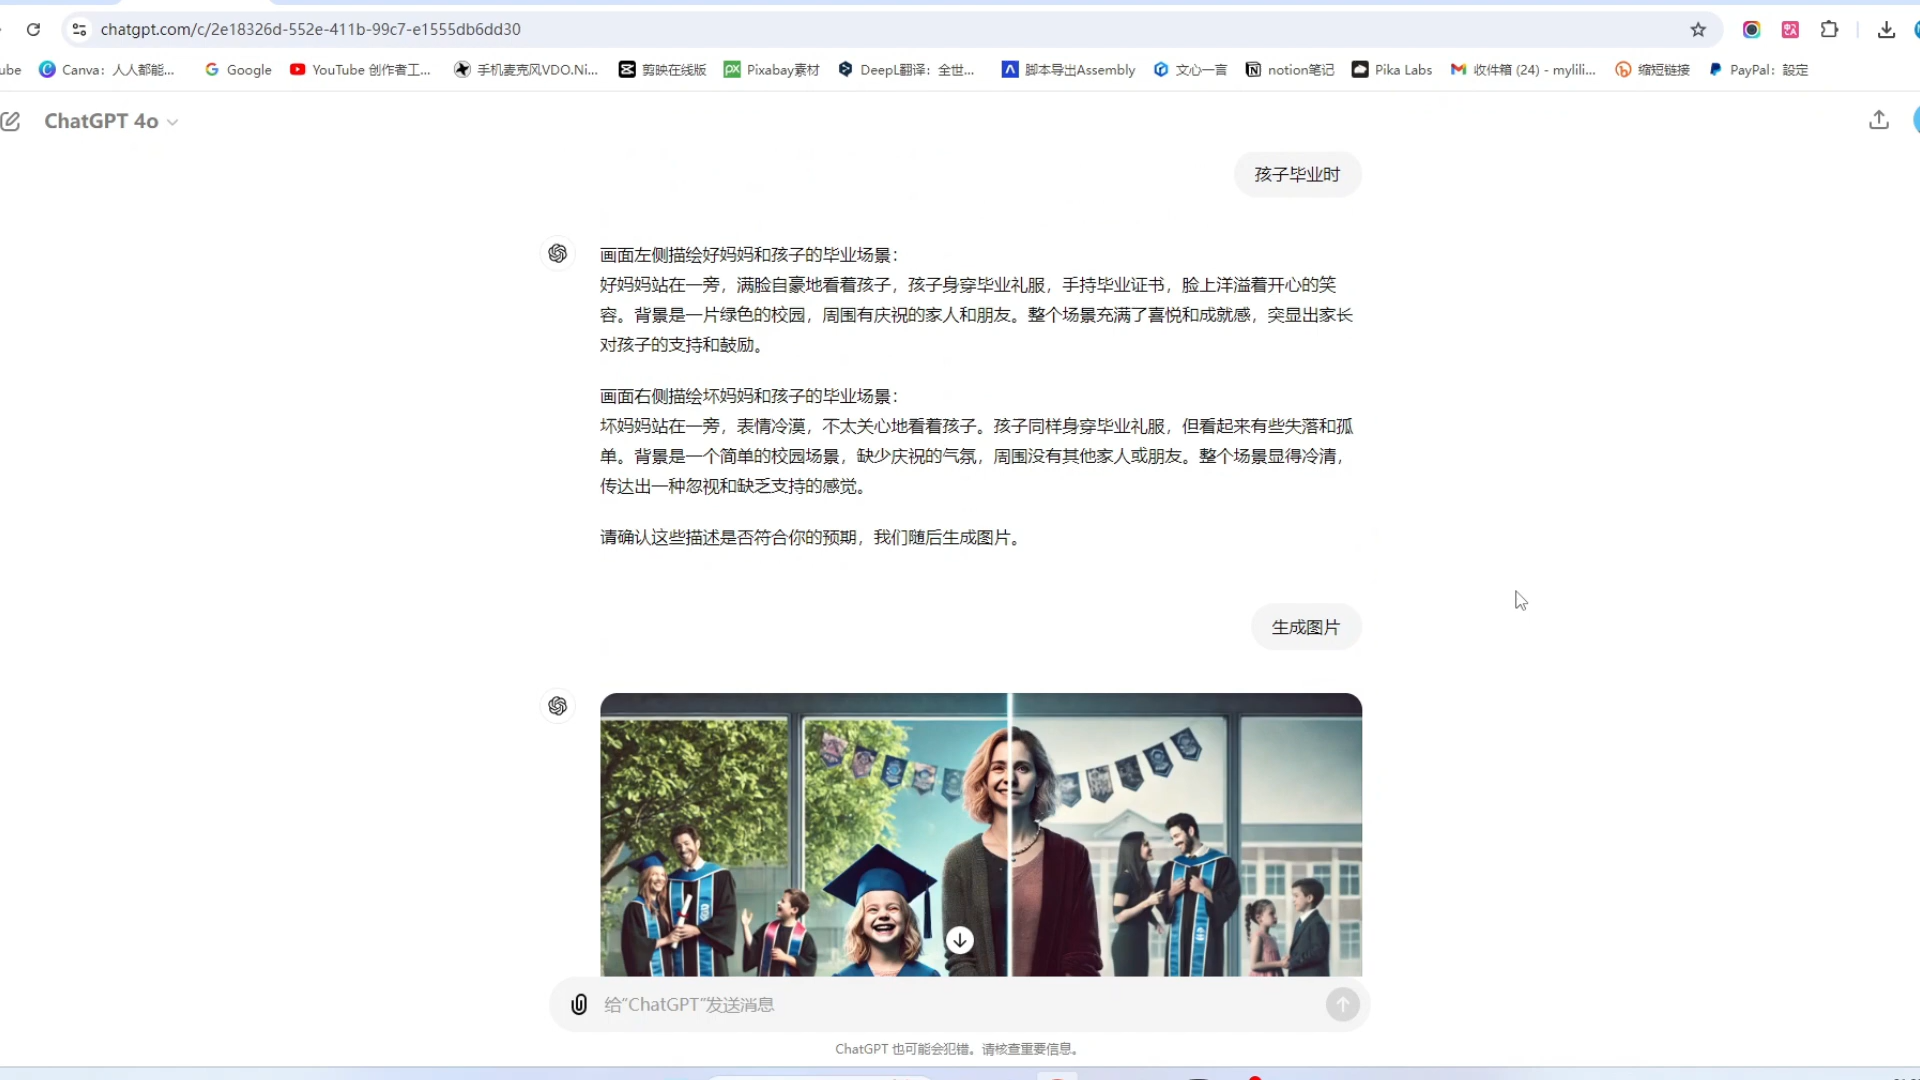 chatgpt.com/c/2e18326d-552e-411b-99c7-e1555db6dd30
ube Canva：人人都能... Google YouTube 创作者工... 手机麦克风VDO.Ni... 剪映在线版 Pixabay素材 DeepL翻译：全世... 脚本导出Assembly 文心一言 notion笔记 Pika Labs 收件箱 (24) - mylili... 缩短链接 PayPal：設定
ChatGPT 4o
孩子毕业时
画面左侧描绘好妈妈和孩子的毕业场景：
好妈妈站在一旁，满脸自豪地看着孩子，孩子身穿毕业礼服，手持毕业证书，脸上洋溢着开心的笑
容。背景是一片绿色的校园，周围有庆祝的家人和朋友。整个场景充满了喜悦和成就感，突显出家长
对孩子的支持和鼓励。
画面右侧描绘坏妈妈和孩子的毕业场景：
坏妈妈站在一旁，表情冷漠，不太关心地看着孩子。孩子同样身穿毕业礼服，但看起来有些失落和孤
单。背景是一个简单的校园场景，缺少庆祝的气氛，周围没有其他家人或朋友。整个场景显得冷清，
传达出一种忽视和缺乏支持的感觉。
请确认这些描述是否符合你的预期，我们随后生成图片。
生成图片
给“ChatGPT”发送消息
ChatGPT 也可能会犯错。请核查重要信息。